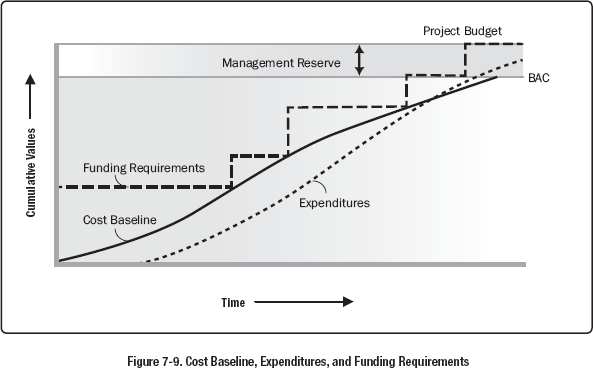 Project Budget
Management Reserve
BAC
Cumulative Values
Funding Requirements
Cost Baseline
Expenditures
Time
Figure 7-9. Cost Baseline, Expenditures, and Funding Requirements